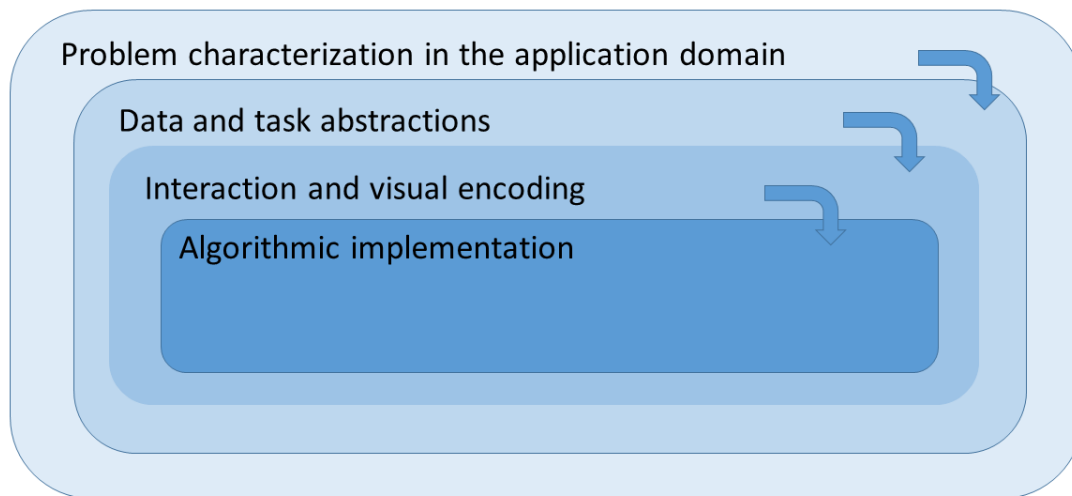 Problem characterization in the application domain
Data and task abstractions
Interaction and visual encoding
Algorithmic implementation